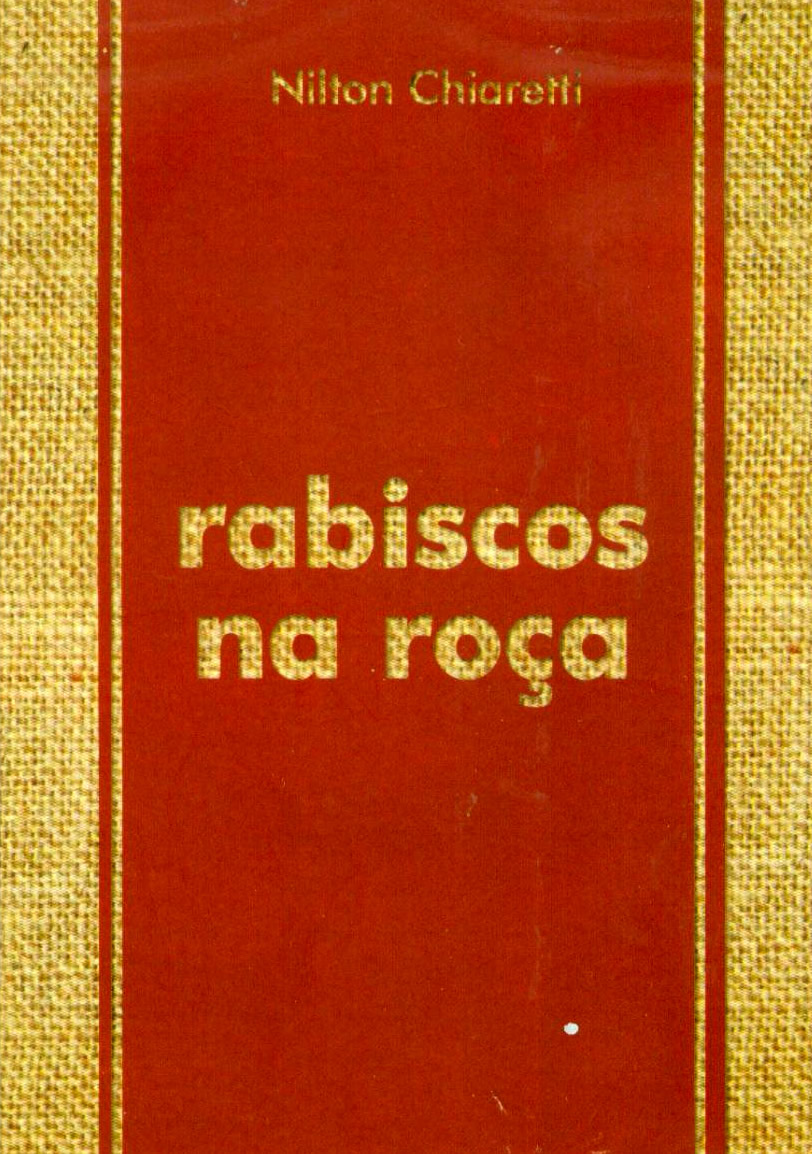 Nilton Chiaretti
rabiscos
na roça